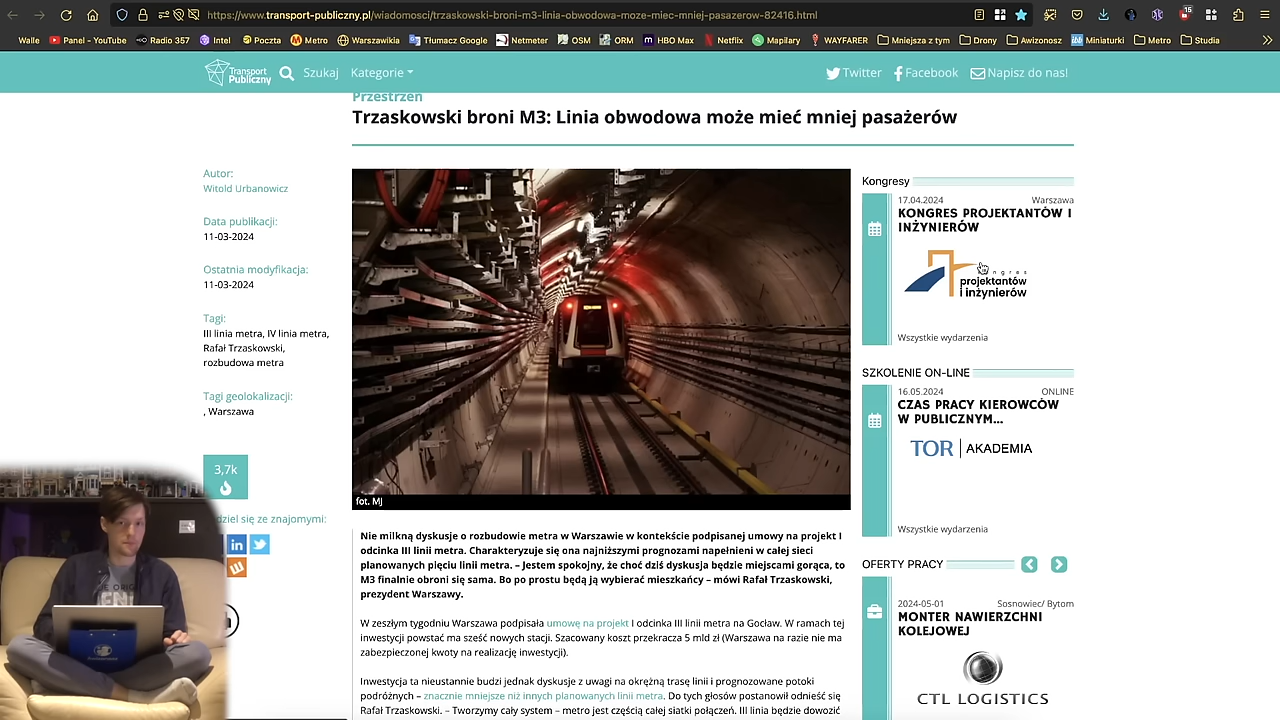 https://www.transport-publiczny.pl/wiadomosci/trzaskowski-broni-m3-linia-obwodowa-moze-miec-mniej-pasazerow-82416.html
15
Walle Panel - YouTube Radio 357 Intel Poczta Metro Warszawikia Tłumacz Google Netmeter OSM ORM HBO Max Netflix Mapilary WAYFARER Mniejsza z tym Drony Awizonosz Miniaturki Metro Studia
Transport Publiczny Szukaj Kategorie Twitter Facebook Napisz do nas!
Przestrzeń
Trzaskowski broni M3: Linia obwodowa może mieć mniej pasażerów
Autor:
Witold Urbanowicz
Data publikacji:
11-03-2024
Ostatnia modyfikacja:
11-03-2024
Tagi:
III linia metra, IV linia metra,
Rafał Trzaskowski,
rozbudowa metra
Tagi geolokalizacji:
, Warszawa
3,7k
dziel się ze znajomymi:
fot. MJ
Nie milkną dyskusje o rozbudowie metra w Warszawie w kontekście podpisanej umowy na projekt I
odcinka III linii metra. Charakteryzuje się ona najniższymi prognozami napełnieni w całej sieci
planowanych pięciu linii metra. – Jestem spokojny, że choć dziś dyskusja będzie miejscami gorąca, to
M3 finalnie obroni się sama. Bo po prostu będą ją wybierać mieszkańcy – mówi Rafał Trzaskowski,
prezydent Warszawy.
W zeszłym tygodniu Warszawa podpisała umowę na projekt I odcinka III linii metra na Gocław. W ramach tej
inwestycji powstać ma sześć nowych stacji. Szacowany koszt przekracza 5 mld zł (Warszawa na razie nie ma
zabezpieczonej kwoty na realizację inwestycji).
Inwestycja ta nieustannie budzi jednak dyskusje z uwagi na okrężną trasę linii i prognozowane potoki
podróżnych – znacznie mniejsze niż innych planowanych linii metra. Do tych głosów postanowił odnieść się
Rafał Trzaskowski. – Tworzymy cały system – metro jest częścią całej siatki połączeń. III linia będzie dowozić
Kongresy
17.04.2024 Warszawa
KONGRES PROJEKTANTÓW I
INŻYNIERÓW
kongres
projektantów
i inżynierów
Wszystkie wydarzenia
SZKOLENIE ON-LINE
16.05.2024 ONLINE
CZAS PRACY KIEROWCÓW
W PUBLICZNYM...
TOR AKADEMIA
Wszystkie wydarzenia
OFERTY PRACY
2024-05-01 Sosnowiec/ Bytom
MONTER NAWIERZCHNI
KOLEJOWEJ
CTL LOGISTICS